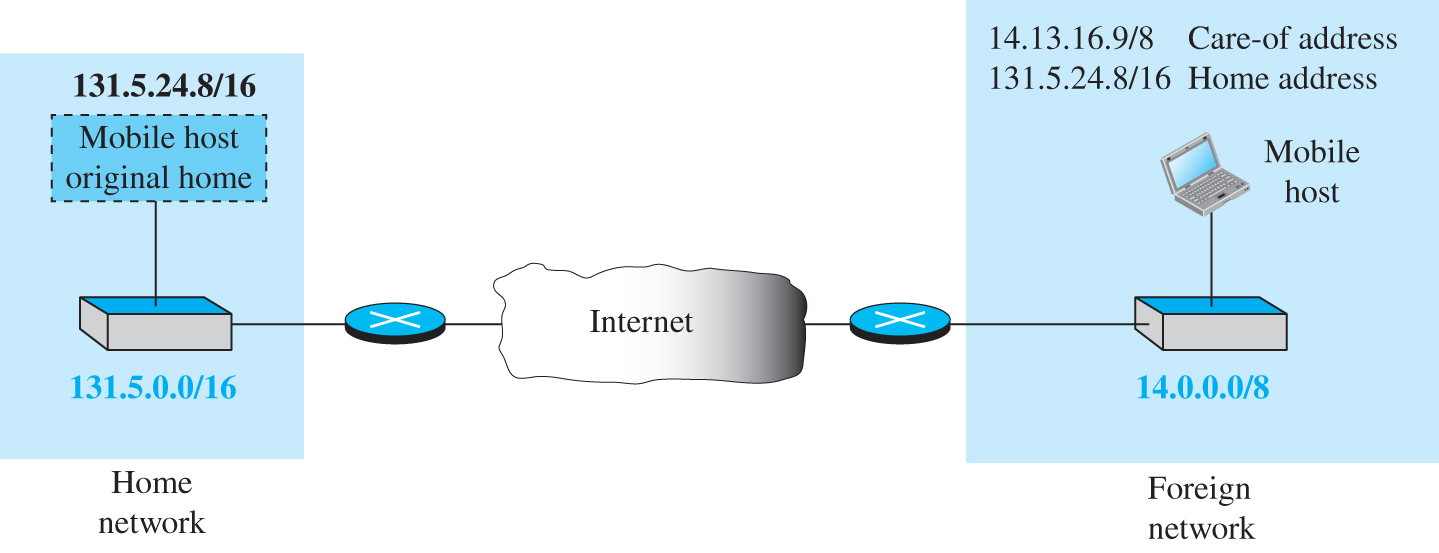 131.5.24.8/16
Mobile host
original home
131.5.0.0/16
Home
network
Internet
14.13.16.9/8 Care-of address
131.5.24.8/16 Home address
Mobile
host
14.0.0.0/8
Foreign
network